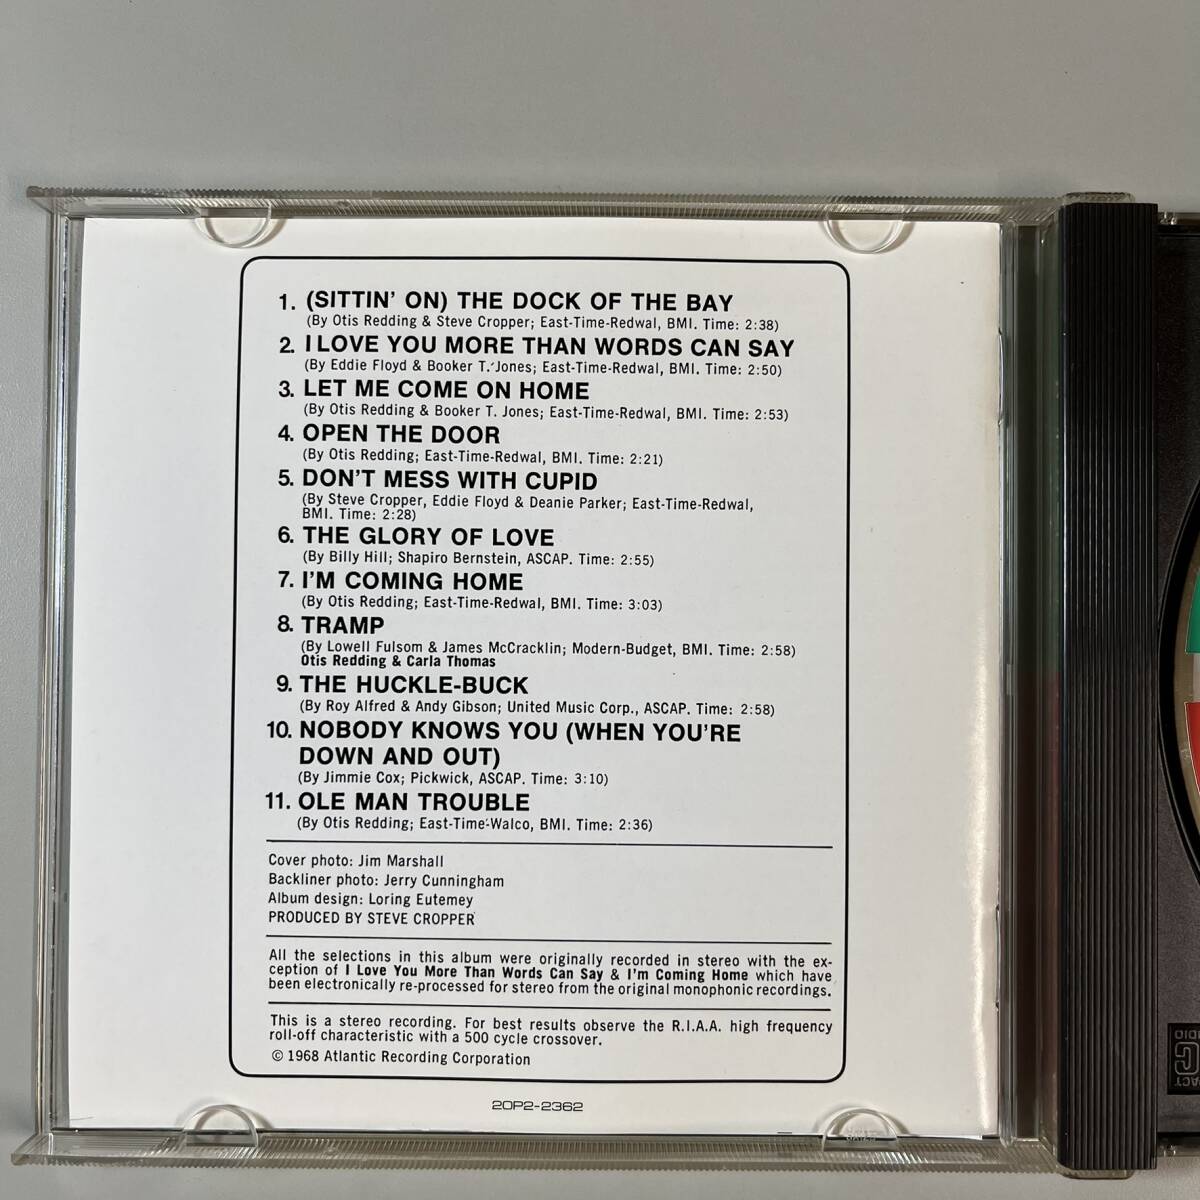 1. (SITTIN' ON) THE DOCK OF THE BAY
(By Otis Redding & Steve Cropper; East-Time-Redwal, BMI. Time: 2:38)
2. I LOVE YOU MORE THAN WORDS CAN SAY
(By Eddie Floyd & Booker T. Jones; East-Time-Redwal, BMI. Time: 2:50)
3. LET ME COME ON HOME
(By Otis Redding & Booker T. Jones; East-Time-Redwal, BMI. Time: 2:53)
4. OPEN THE DOOR
(By Otis Redding; East-Time-Redwal, BMI. Time: 2:21)
5. DON'T MESS WITH CUPID
(By Steve Cropper, Eddie Floyd & Deanie Parker; East-Time-Redwal,
BMI. Time: 2:28)
6. THE GLORY OF LOVE
(By Billy Hill; Shapiro Bernstein, ASCAP. Time: 2:55)
7. I'M COMING HOME
(By Otis Redding; East-Time-Redwal, BMI. Time: 3:03)
8. TRAMP
(By Lowell Fulsom & James McCracklin; Modern-Budget, BMI. Time: 2:58)
Otis Redding & Carla Thomas
9. THE HUCKLE-BUCK
(By Roy Alfred & Andy Gibson; United Music Corp., ASCAP. Time: 2:58)
10. NOBODY KNOWS YOU (WHEN YOU'RE
DOWN AND OUT)
(By Jimmie Cox; Pickwick, ASCAP. Time: 3:10)
11. OLE MAN TROUBLE
(By Otis Redding; East-Time-Walco, BMI. Time: 2:36)
Cover photo: Jim Marshall
Backliner photo: Jerry Cunningham
Album design: Loring Eutemey
PRODUCED BY STEVE CROPPER
All the selections in this album were originally recorded in stereo with the ex-
ception of I Love You More Than Words Can Say & I'm Coming Home which have
been electronically re-processed for stereo from the original monophonic recordings.
This is a stereo recording. For best results observe the R.I.A.A. high frequency
roll-off characteristic with a 500 cycle crossover.
© 1968 Atlantic Recording Corporation
20P2-2362